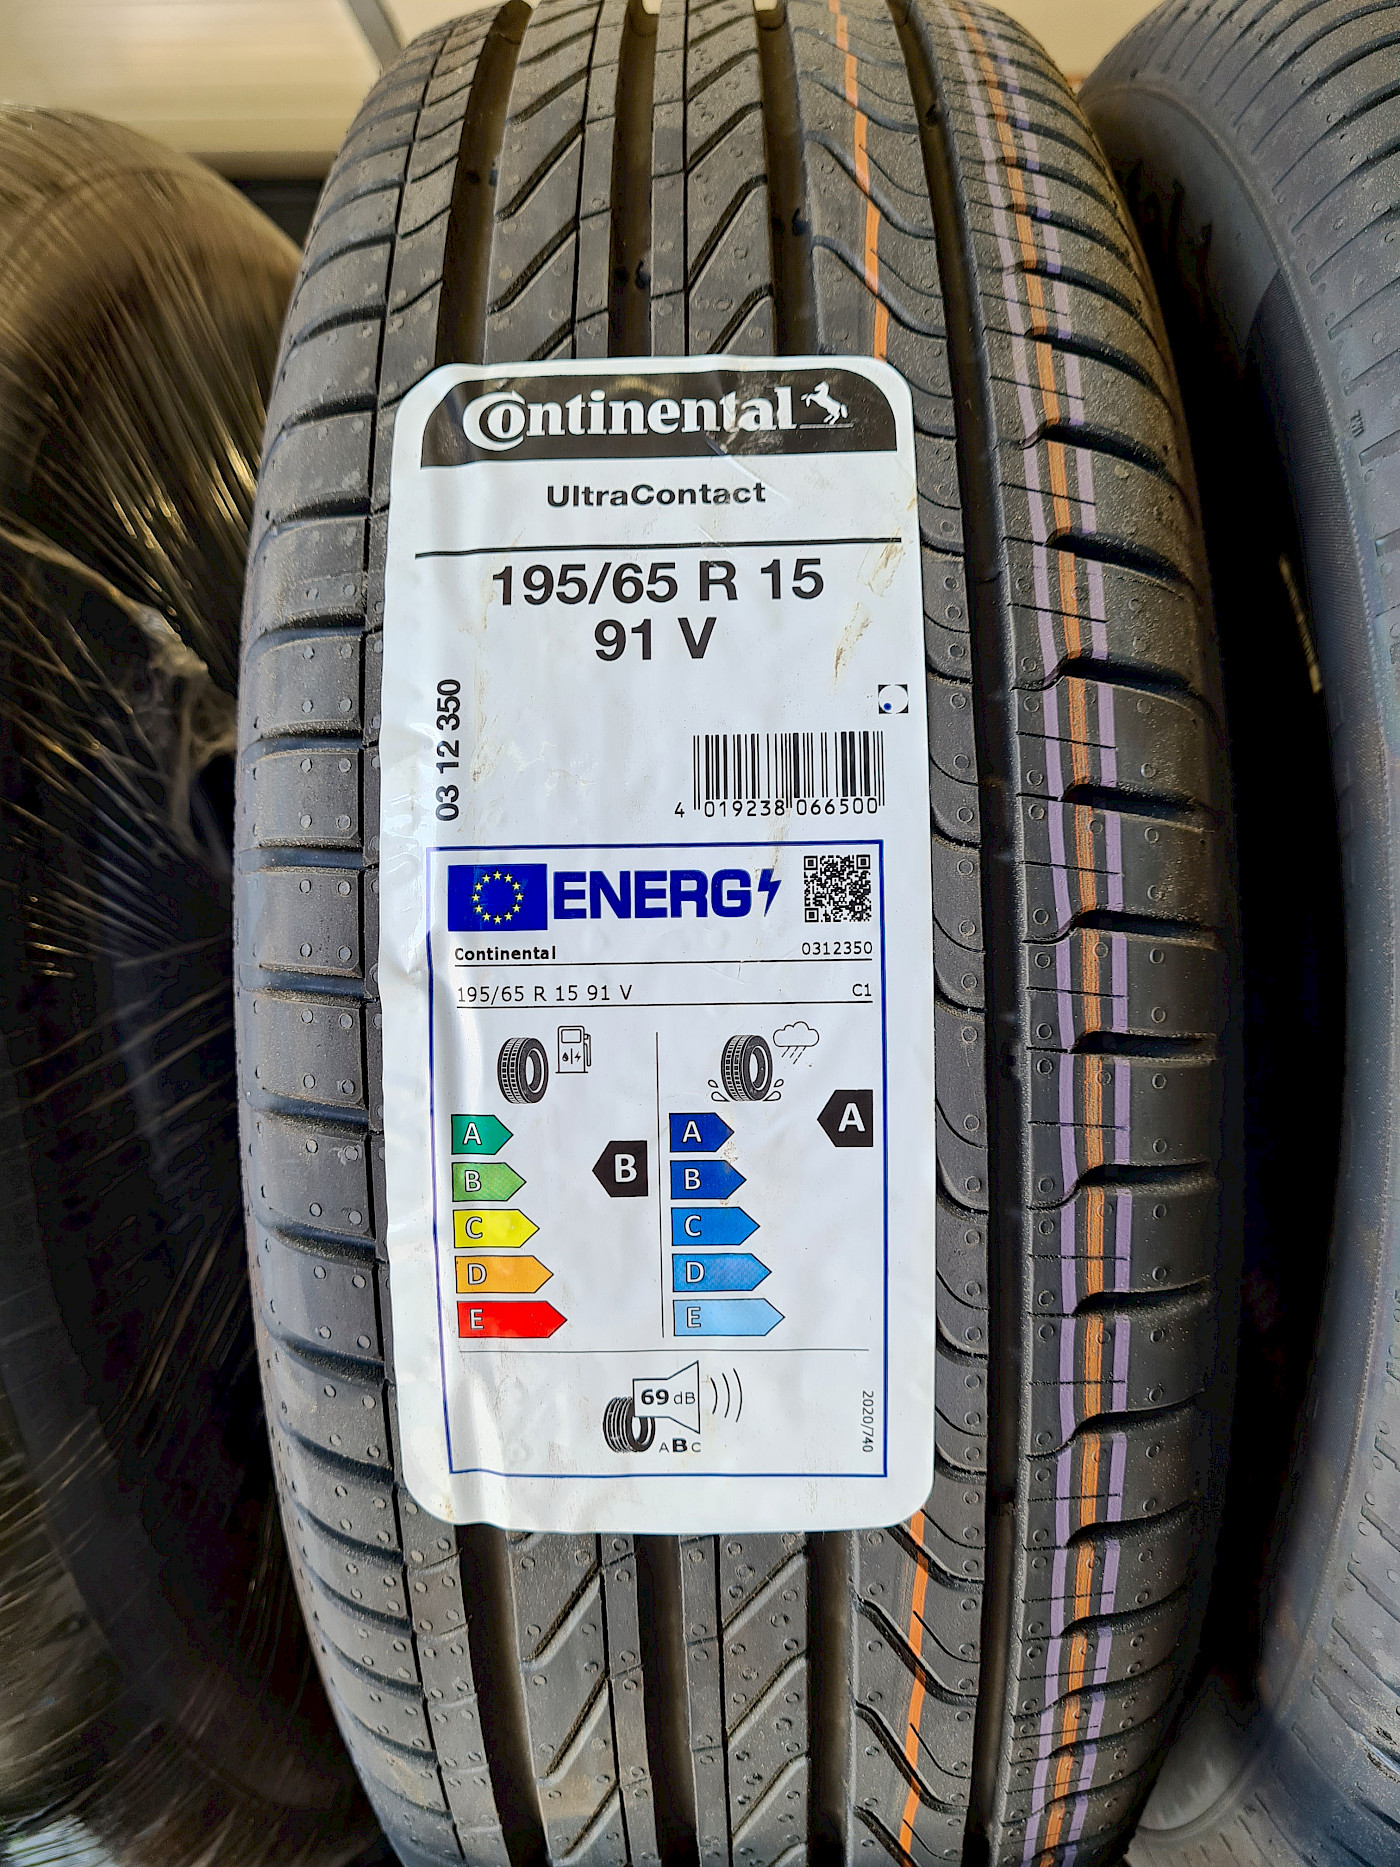 Continental
UltraContact
195/65 R 15
91 V
03 12 350
4 019238 066500
ENERG
Continental 0312350
195/65 R 15 91 V C1
A
B
C
D
E
B
A
B
C
D
E
A
69 dB
ABC
2020/740